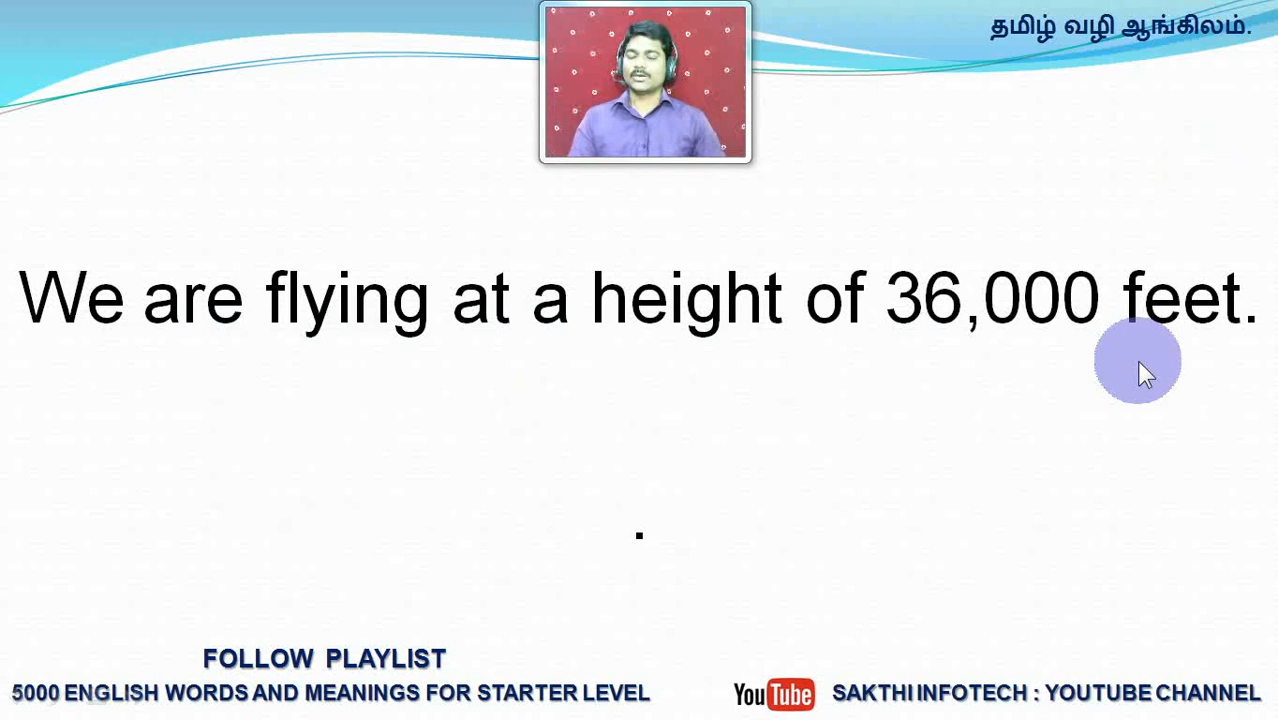 தமிழ் வழி ஆங்கிலம்.
We are flying at a height of 36,000 feet.
.
FOLLOW PLAYLIST
5000 ENGLISH WORDS AND MEANINGS FOR STARTER LEVEL
YouTube SAKTHI INFOTECH : YOUTUBE CHANNEL